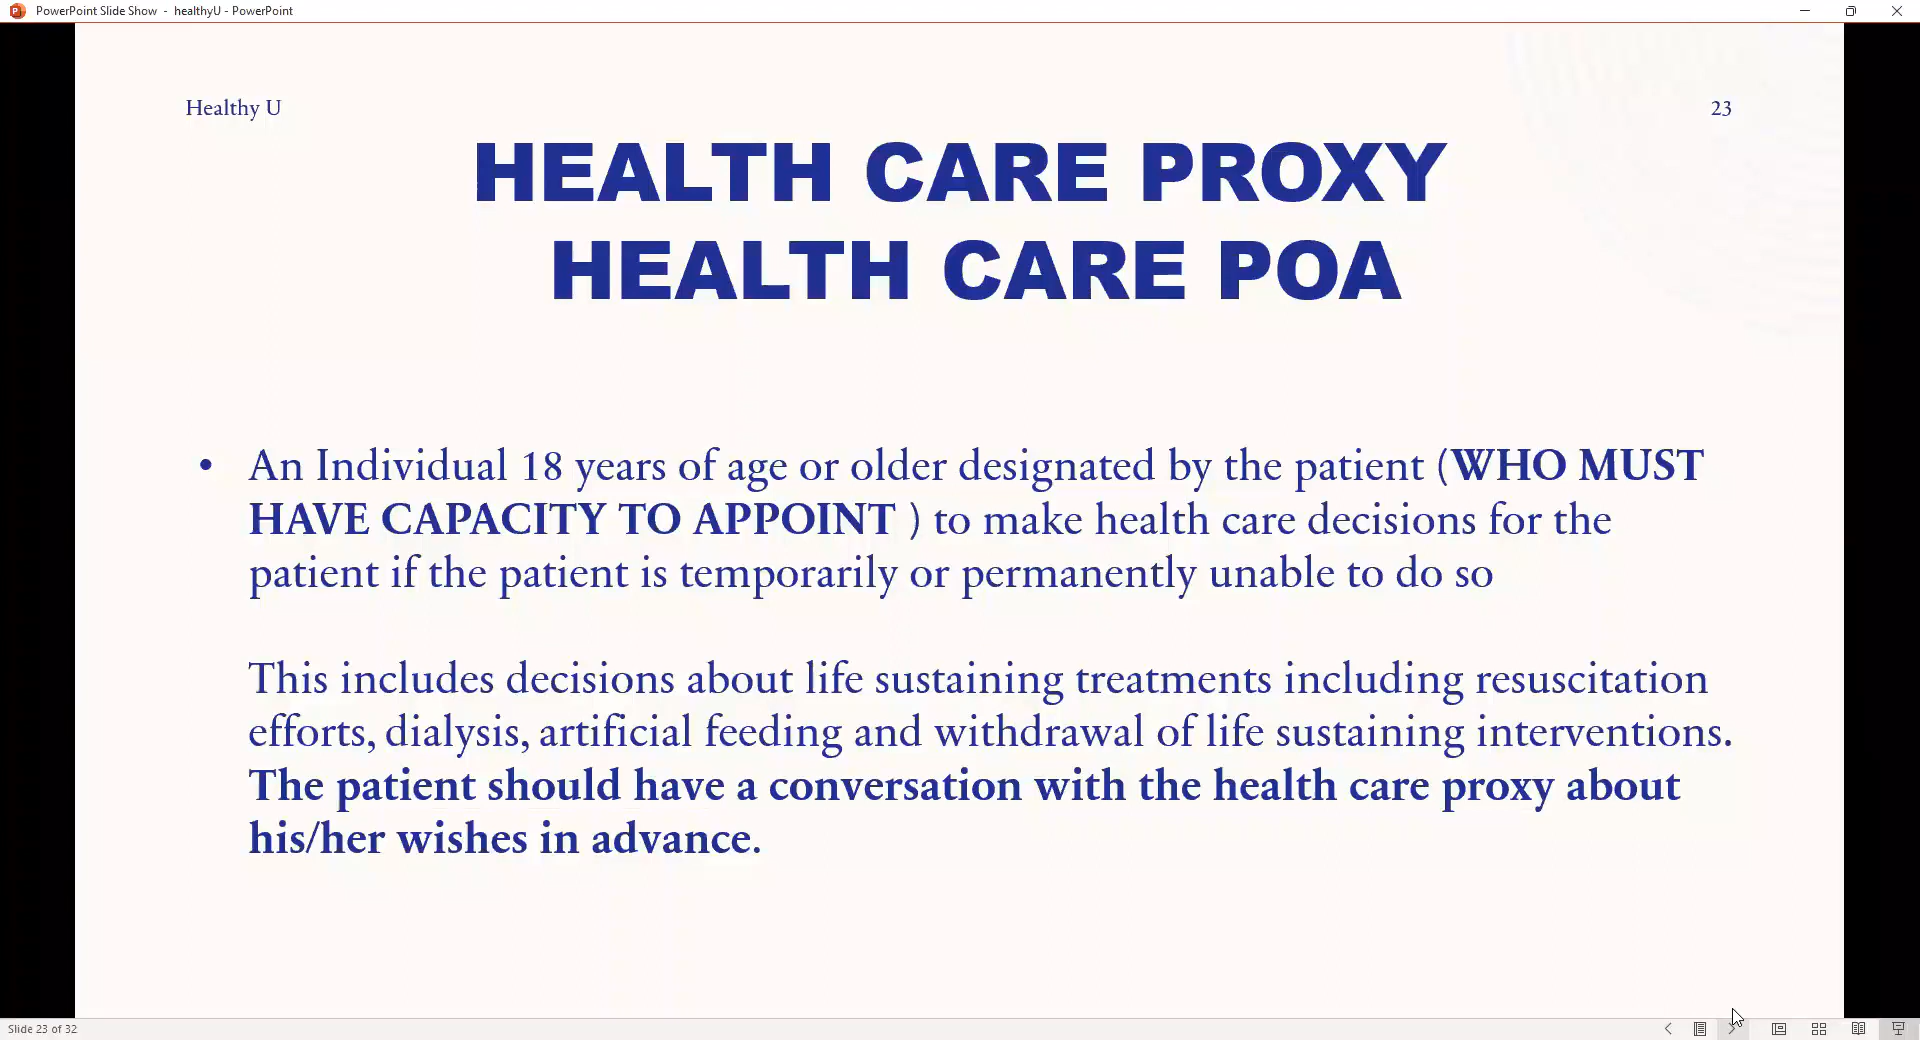 PowerPoint Slide Show - healthyU - PowerPoint
Healthy U
23
HEALTH CARE PROXY
HEALTH CARE POA
• An Individual 18 years of age or older designated by the patient (WHO MUST
HAVE CAPACITY TO APPOINT ) to make health care decisions for the
patient if the patient is temporarily or permanently unable to do so
This includes decisions about life sustaining treatments including resuscitation
efforts, dialysis, artificial feeding and withdrawal of life sustaining interventions.
The patient should have a conversation with the health care proxy about
his/her wishes in advance.
Slide 23 of 32